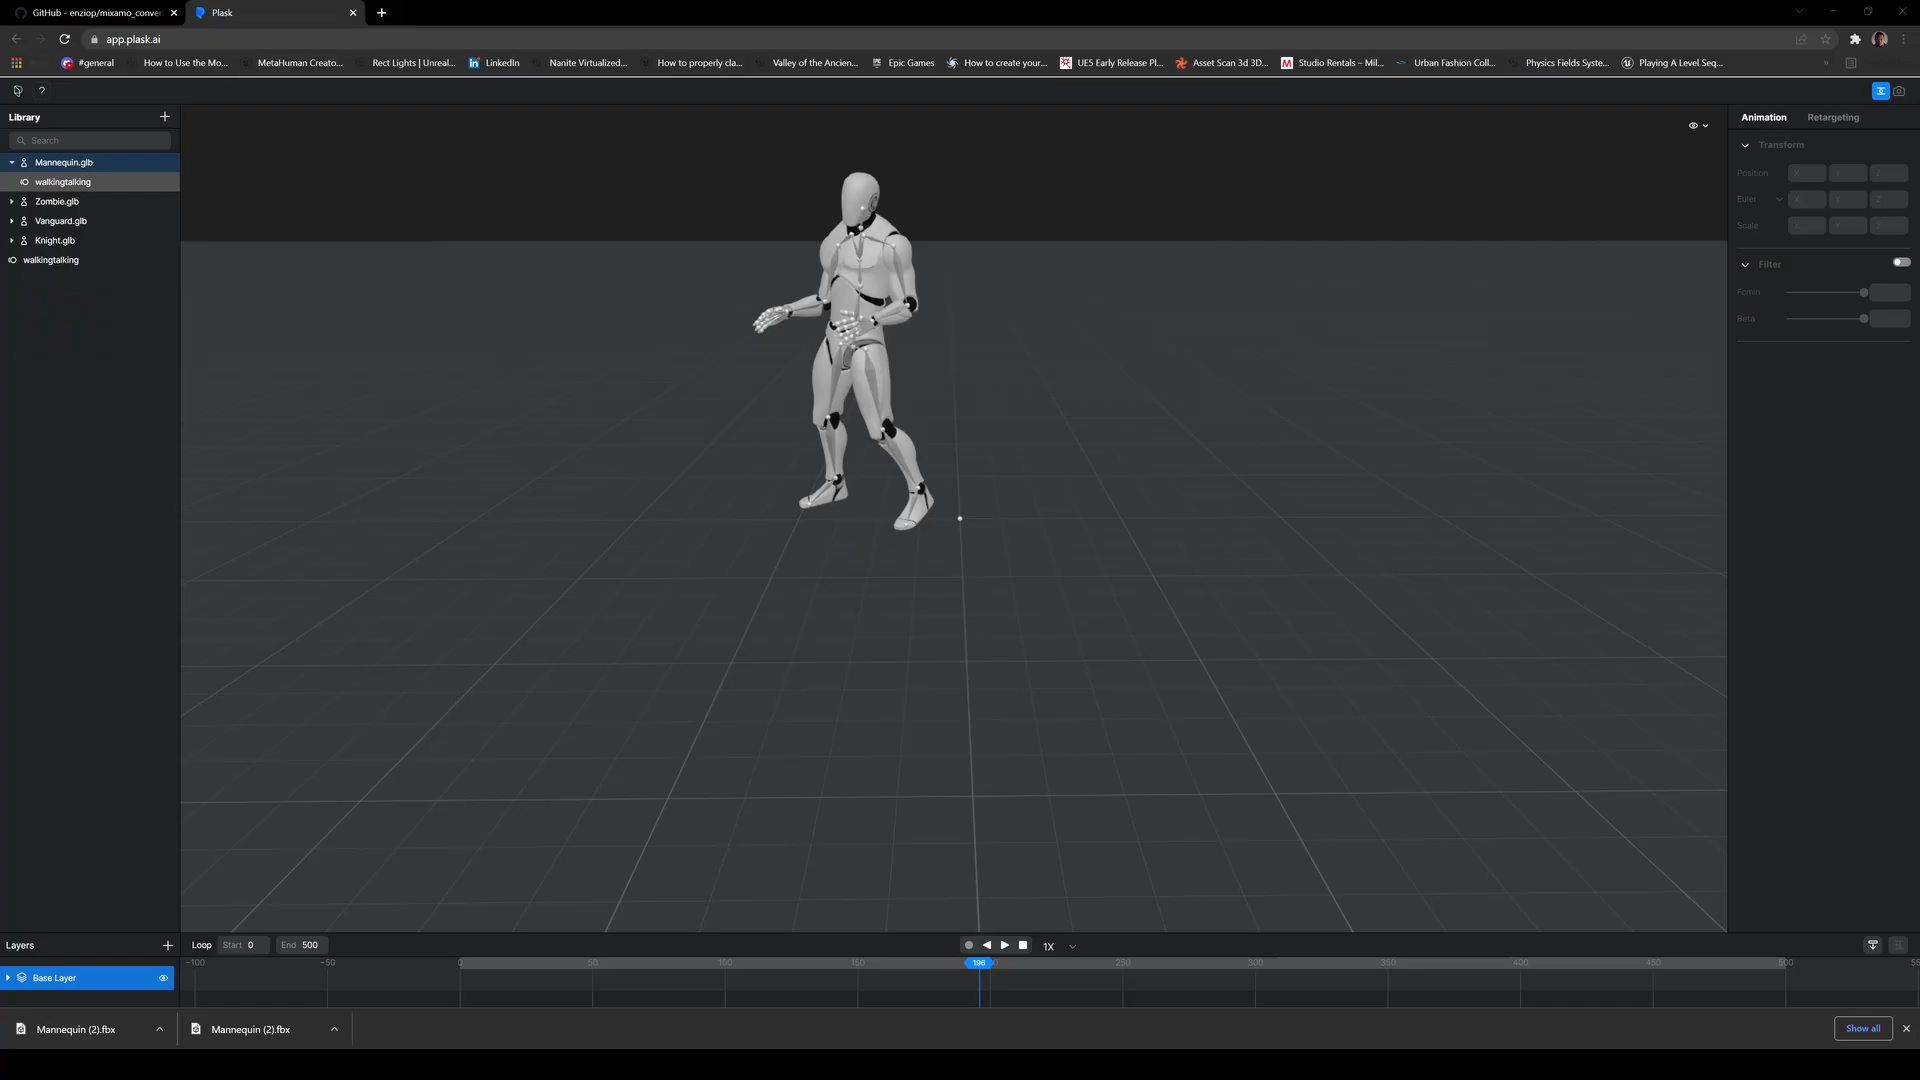 GitHub - enziop/mixamo_conver
Plask
app.plask.ai
#general
How to Use the Mo...
MetaHuman Creato...
Rect Lights | Unreal...
LinkedIn
Nanite Virtualized...
How to properly cla...
Valley of the Ancien...
Epic Games
How to create your...
UE5 Early Release Pl...
Asset Scan 3d 3D...
Studio Rentals – Mil...
Urban Fashion Coll...
Physics Fields Syste...
Playing A Level Seq...
Library
Search
Mannequin.glb
walkingtalking
Zombie.glb
Vanguard.glb
Knight.glb
walkingtalking
Animation
Retargeting
Transform
Position X Y Z
Euler X Y Z
Scale X Y Z
Filter
Fcmin
Beta
Layers
Base Layer
Loop Start 0 End 500
1X
-100 -50 0 50 100 150 196 250 300 350 400 450 500
Mannequin (2).fbx
Mannequin (2).fbx
Show all